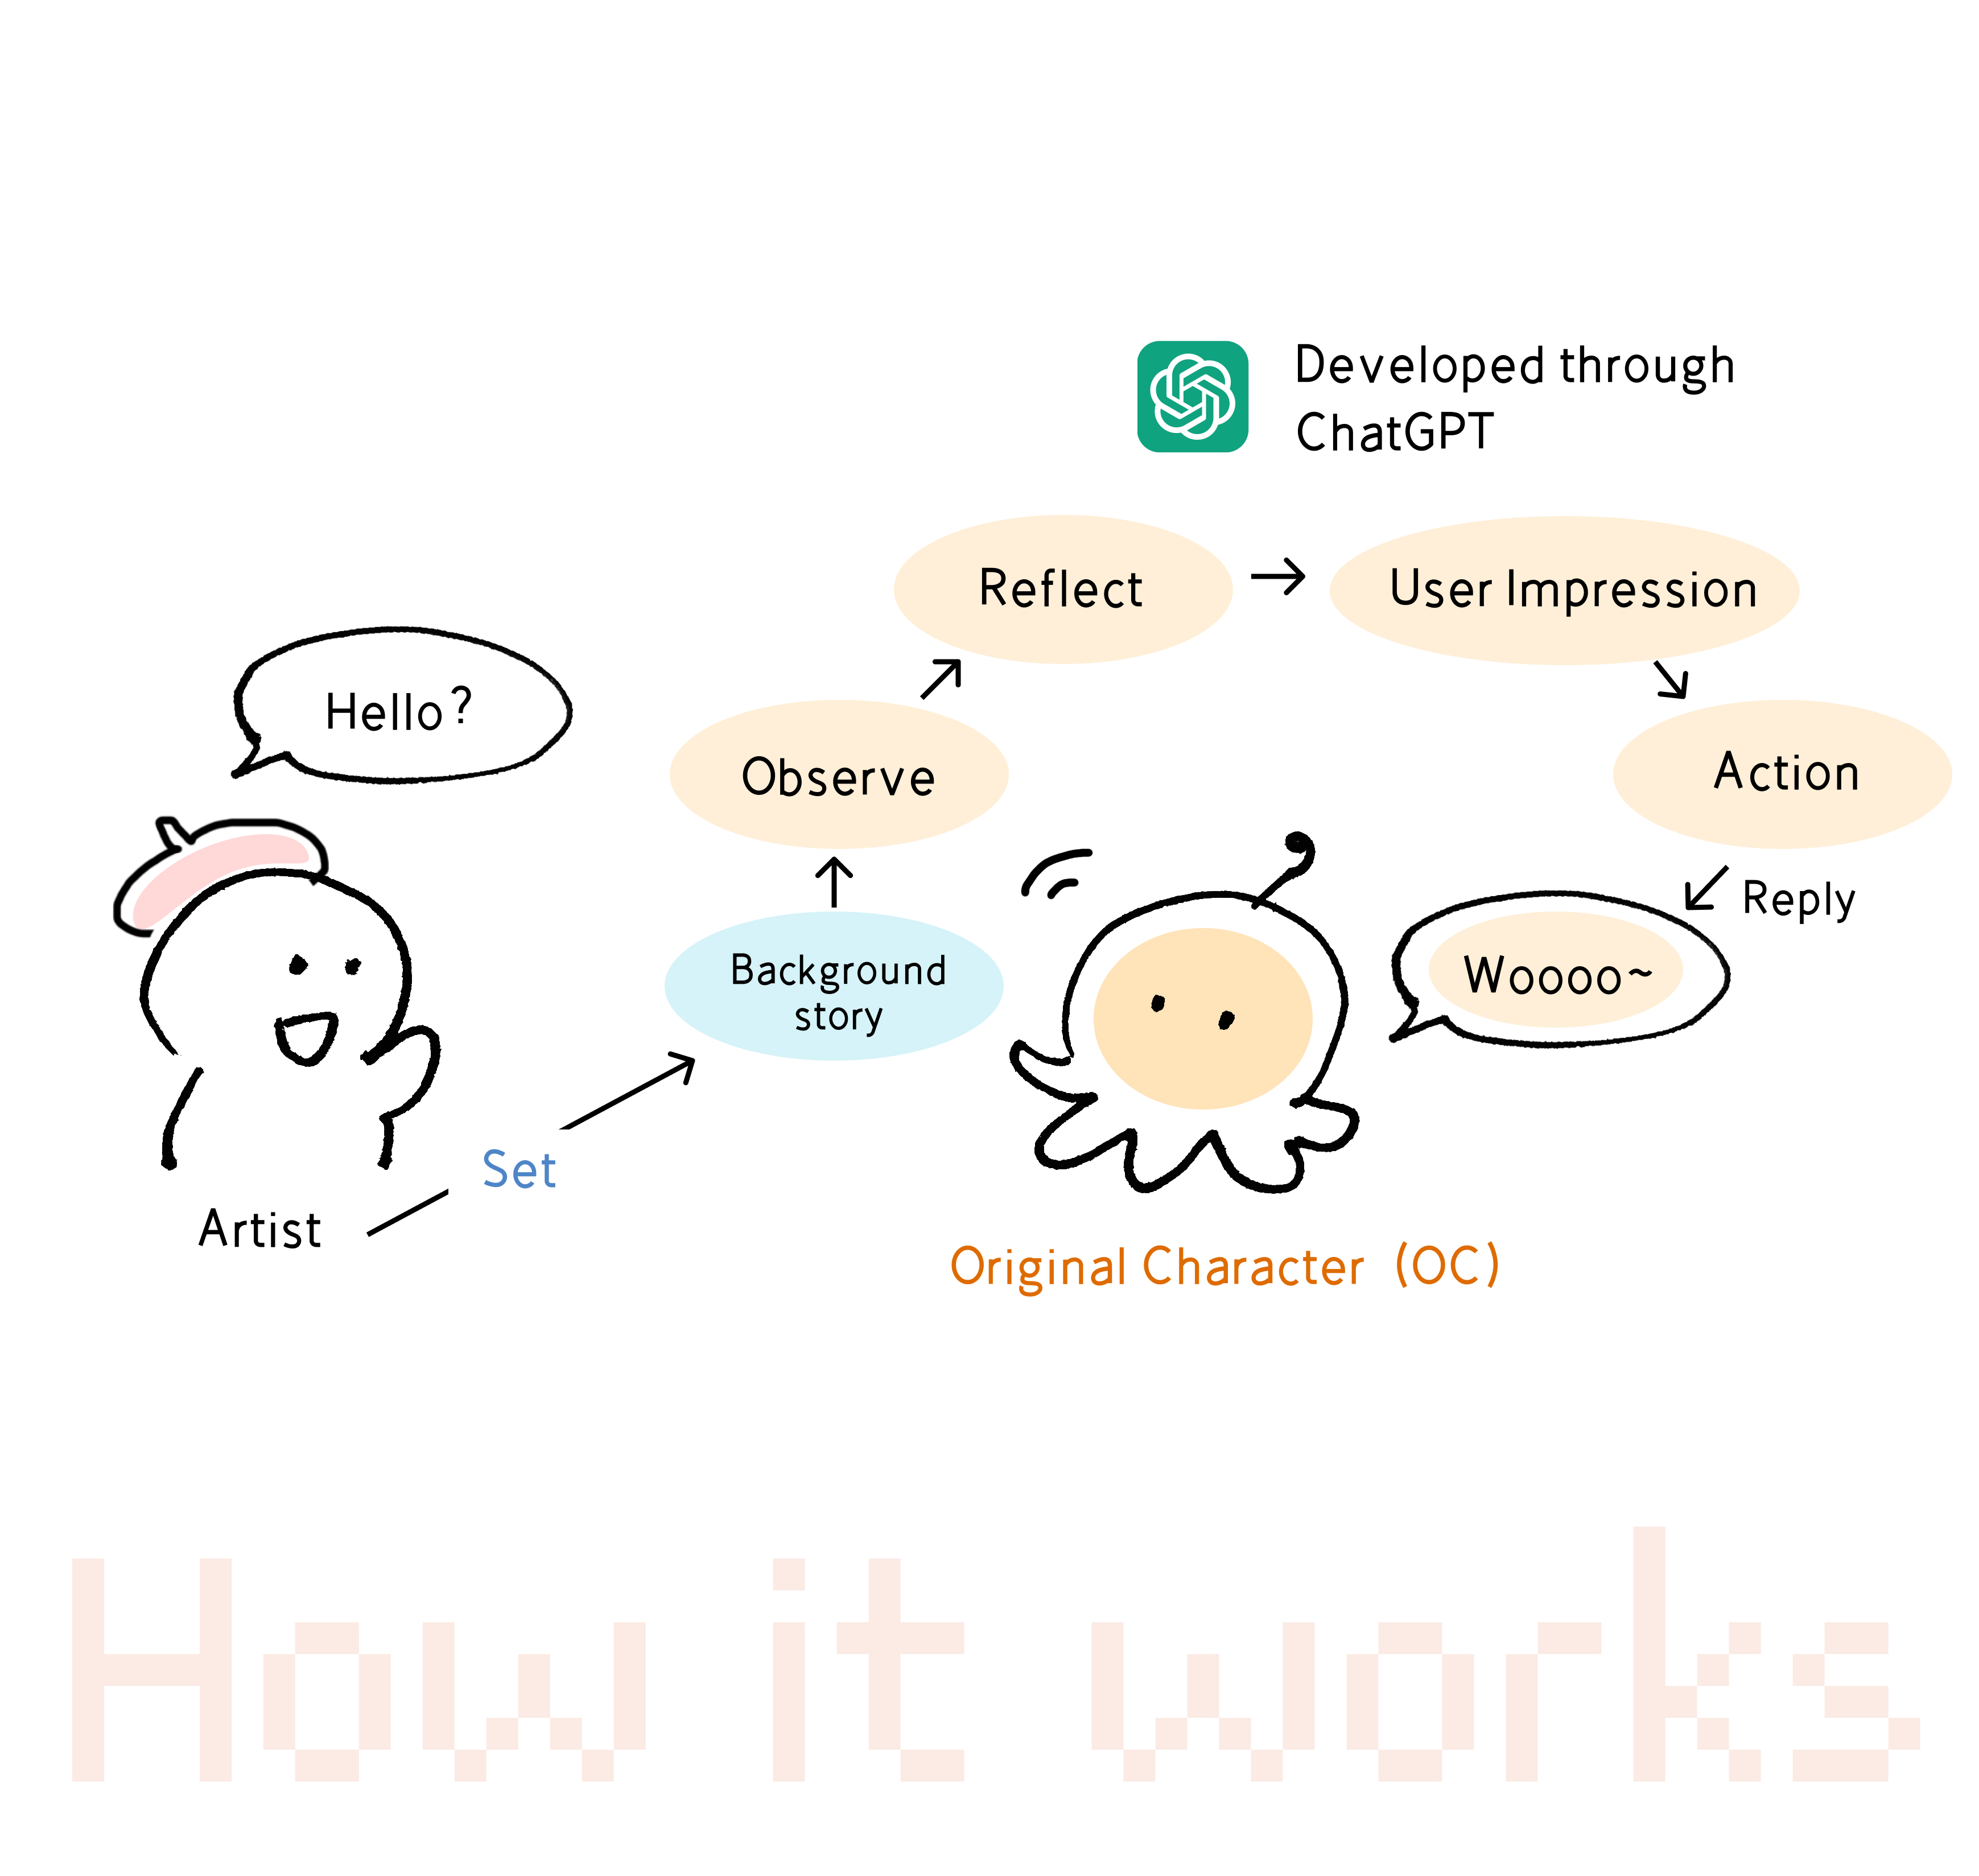 Developed through
ChatGPT
Reflect
User Impression
Hello?
Observe
Action
Reply
Background
story
Woooo~
Set
Artist
Original Character (OC)
How it works